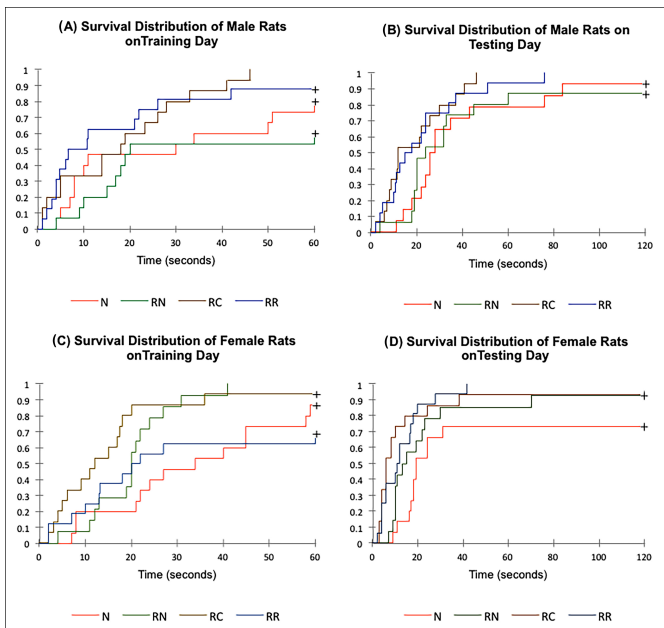 (A) Survival Distribution of Male Rats
onTraining Day
1
0.9
0.8
0.7
0.6
0.5
0.4
0.3
0.2
0.1
0
0 10 20 30 40 50 60
Time (seconds)
N RN RC RR
(B) Survival Distribution of Male Rats on
Testing Day
1
0.9
0.8
0.7
0.6
0.5
0.4
0.3
0.2
0.1
0
0 20 40 60 80 100 120
Time (seconds)
N RN RC RR
(C) Survival Distribution of Female Rats
onTraining Day
1
0.9
0.8
0.7
0.6
0.5
0.4
0.3
0.2
0.1
0
0 10 20 30 40 50 60
Time (seconds)
N RN RC RR
(D) Survival Distribution of Female Rats
onTesting Day
1
0.9
0.8
0.7
0.6
0.5
0.4
0.3
0.2
0.1
0
0 20 40 60 80 100 120
Time (seconds)
N RN RC RR